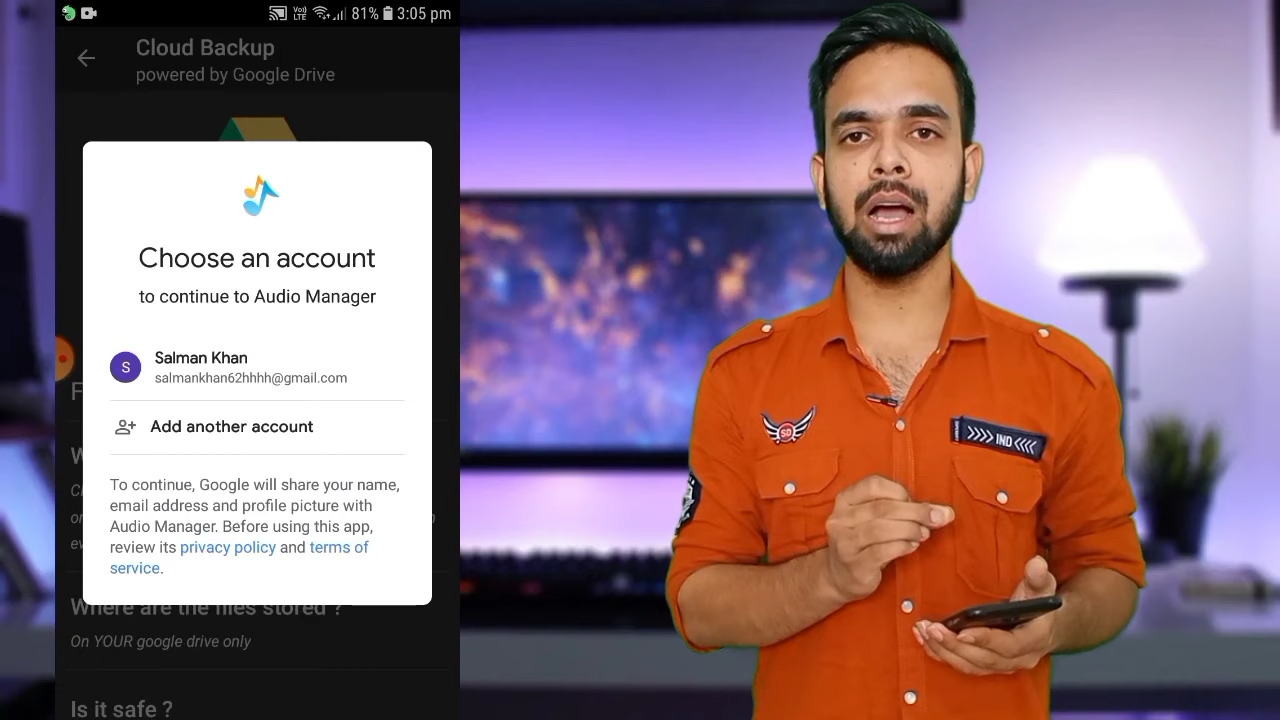 81% 3:05 pm
Cloud Backup
powered by Google Drive
Choose an account
to continue to Audio Manager
S
Salman Khan
salmankhan62hhhh@gmail.com
Add another account
To continue, Google will share your name,
email address and profile picture with
Audio Manager. Before using this app,
review its privacy policy and terms of
service.
Where are the files stored ?
On YOUR google drive only
Is it safe ?
SD
IND